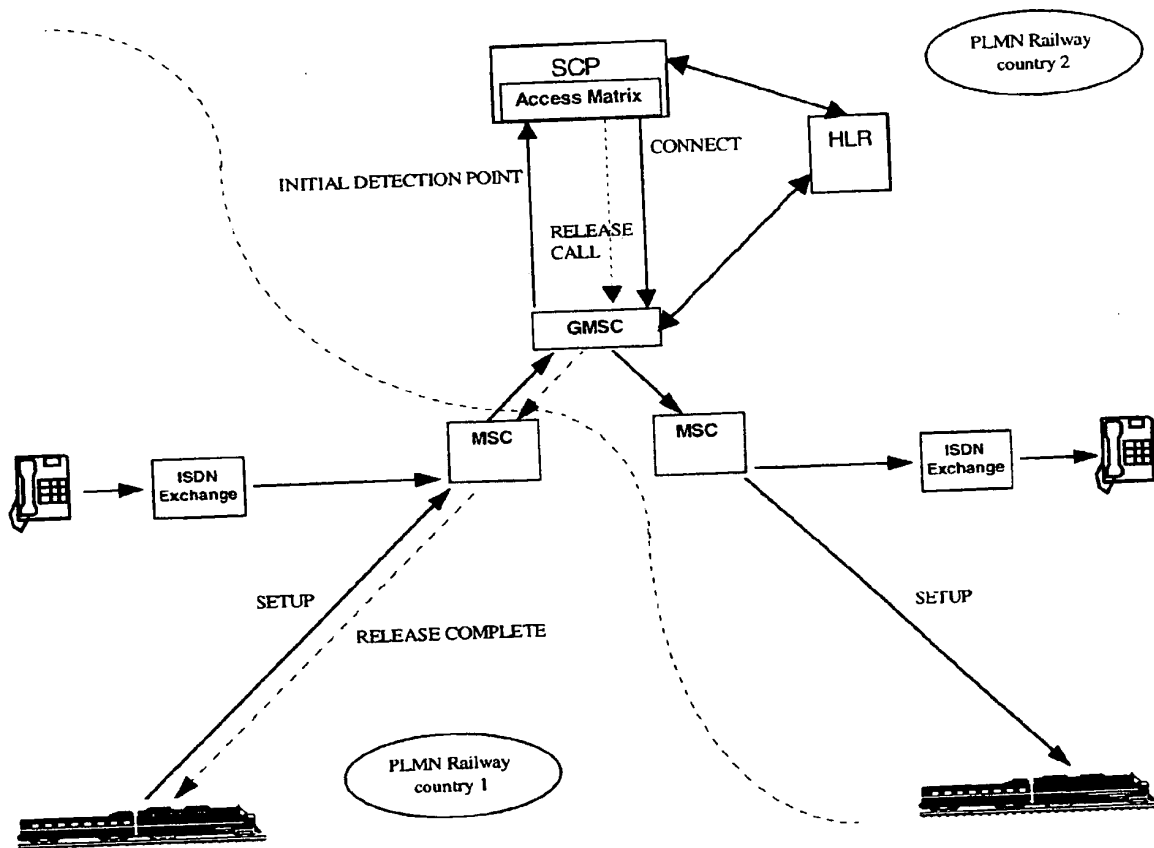 PLMN Railway
country 2
SCP
Access Matrix
HLR
CONNECT
INITIAL DETECTION POINT
RELEASE
CALL
GMSC
MSC
MSC
ISDN
Exchange
ISDN
Exchange
SETUP
SETUP
RELEASE COMPLETE
PLMN Railway
country 1